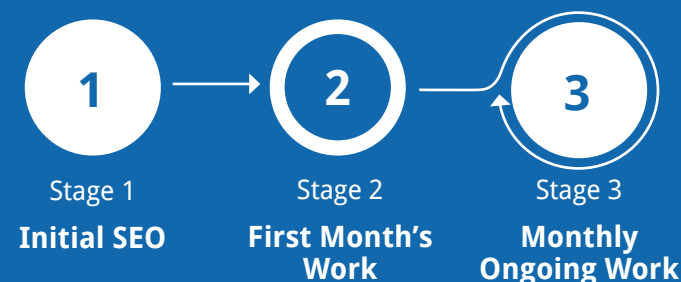 1
2
3
Stage 1
Stage 2
Stage 3
Initial SEO
First Month’s
Work
Monthly
Ongoing Work